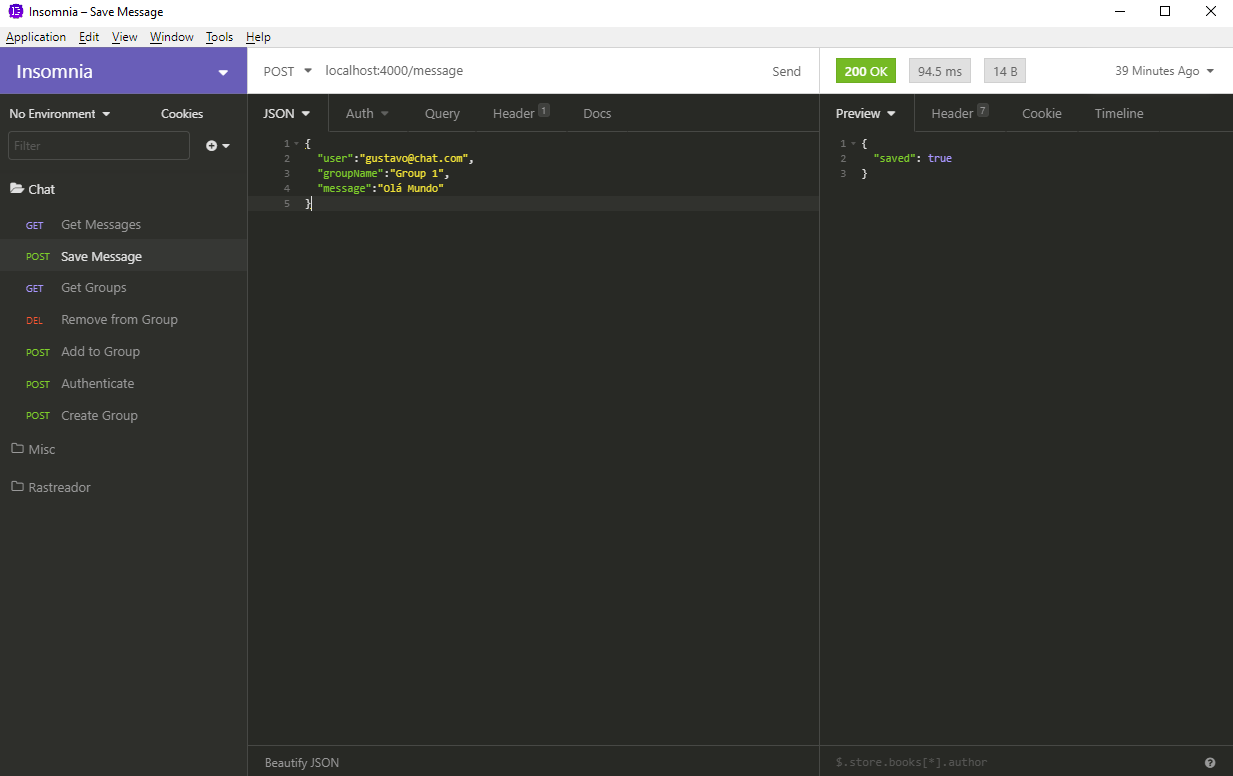 Insomnia – Save Message
Application Edit View Window Tools Help
Insomnia
No Environment Cookies
Filter
Chat
GET Get Messages
POST Save Message
GET Get Groups
DEL Remove from Group
POST Add to Group
POST Authenticate
POST Create Group
Misc
Rastreador
POST localhost:4000/message Send
JSON Auth Query Header 1 Docs
1 {
2 "user":"gustavo@chat.com",
3 "groupName":"Group 1",
4 "message":"Olá Mundo"
5 }
Beautify JSON
200 OK 94.5 ms 14 B 39 Minutes Ago
Preview Header 7 Cookie Timeline
1 {
2 "saved": true
3 }
$.store.books[*].author